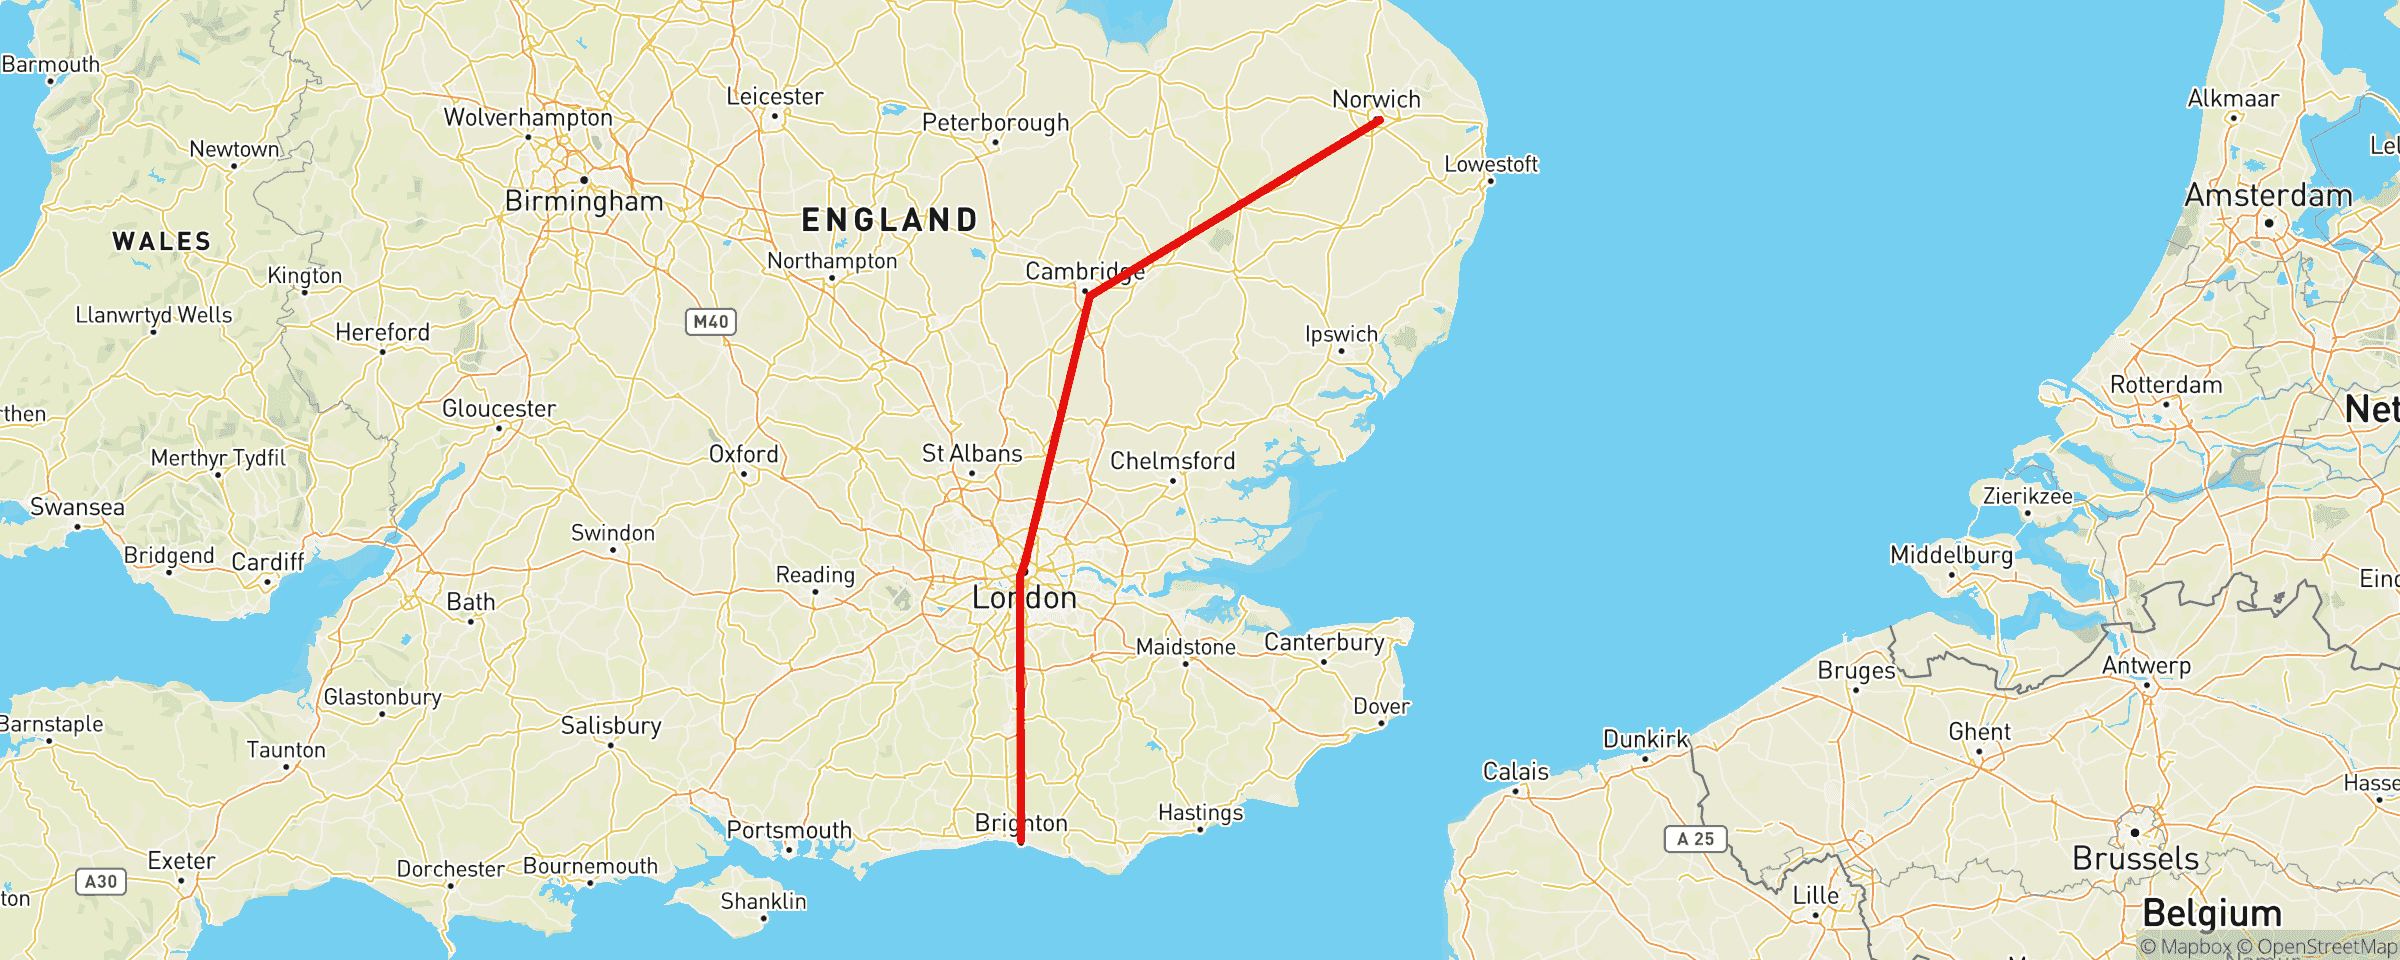 Barmouth
Leicester
Norwich
Alkmaar
Wolverhampton
Peterborough
Newtown
Lowestoft
Birmingham
Amsterdam
ENGLAND
WALES
Northampton
Kington
Cambridge
Llanwrtyd Wells
M40
Hereford
Ipswich
Rotterdam
Gloucester
Net
rthen
St Albans
Oxford
Chelmsford
Merthyr Tydfil
Swansea
Zierikzee
Swindon
Bridgend
Cardiff
Middelburg
Reading
Eind
London
Bath
Canterbury
Maidstone
Antwerp
Bruges
Glastonbury
Dover
Barnstaple
Salisbury
Ghent
Taunton
Dunkirk
Calais
Hasse
Hastings
Brighton
Portsmouth
A 25
Exeter
Brussels
Dorchester
Bournemouth
A30
Lille
ton
Shanklin
Belgium
© Mapbox © OpenStreetMap